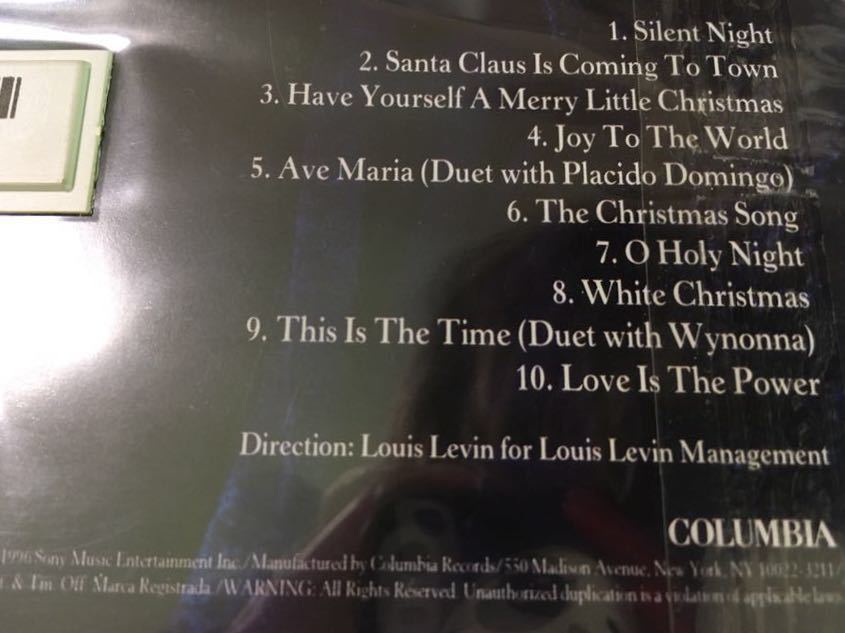 1. Silent Night
2. Santa Claus Is Coming To Town
3. Have Yourself A Merry Little Christmas
4. Joy To The World
5. Ave Maria (Duet with Placido Domingo)
6. The Christmas Song
7. O Holy Night
8. White Christmas
9. This Is The Time (Duet with Wynonna)
10. Love Is The Power
Direction: Louis Levin for Louis Levin Management
COLUMBIA
1996 Sony Music Entertainment Inc./Manufactured by Columbia Records/550 Madison Avenue, New York, NY 10022-3211/
& Tm. Off. Marca Registrada./WARNING: All Rights Reserved. Unauthorized duplication is a violation of applicable laws